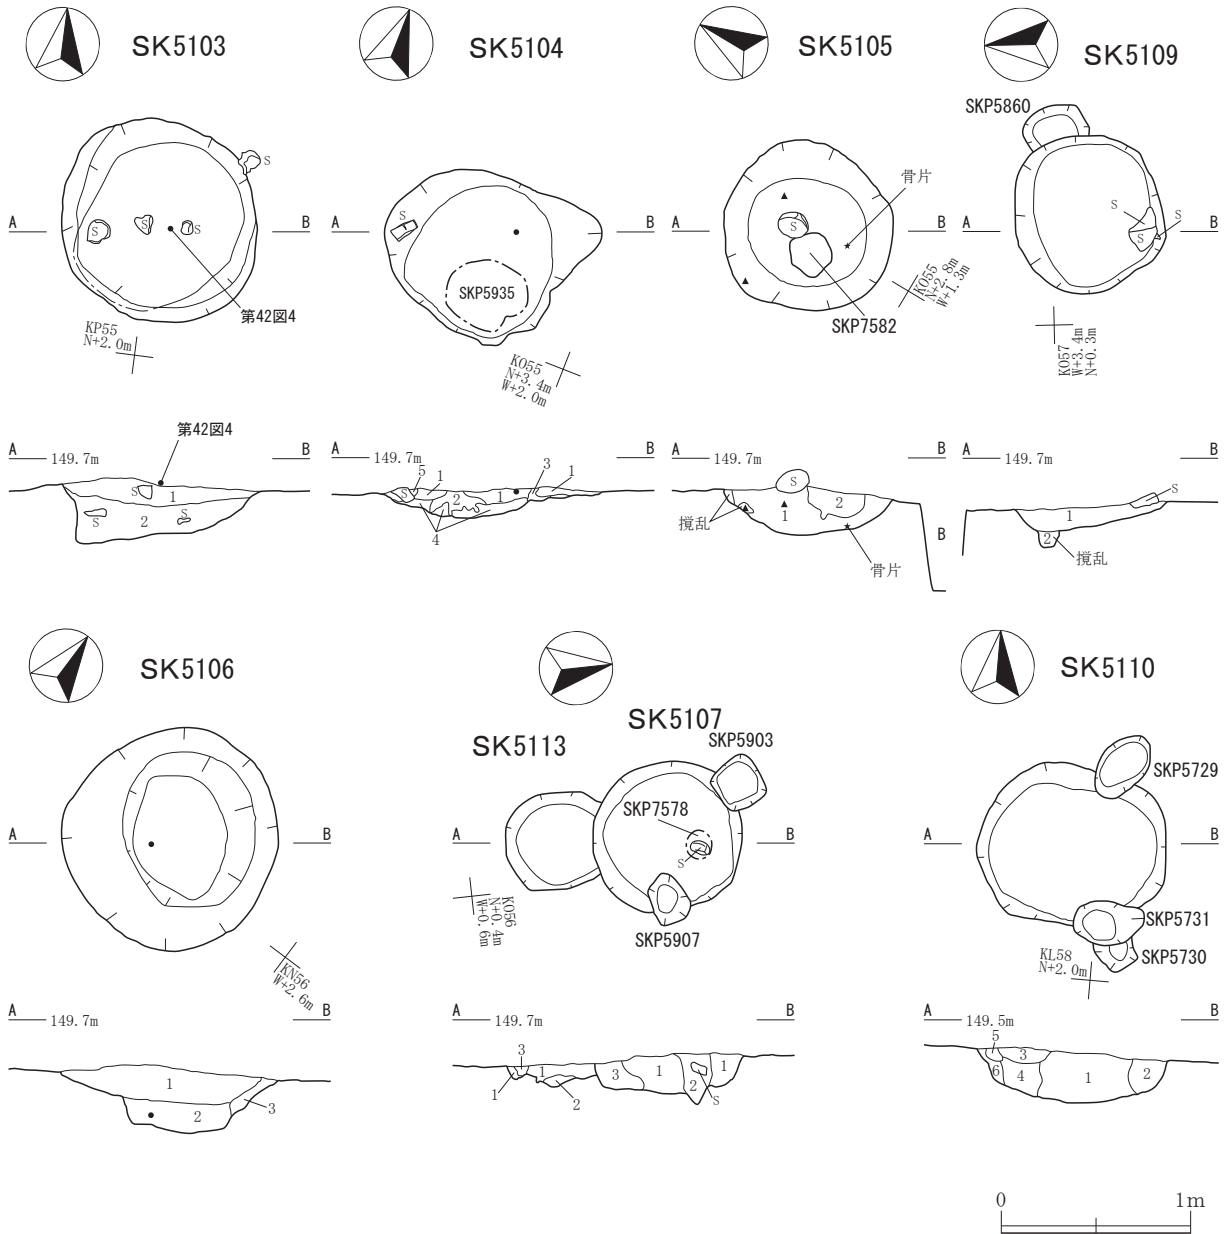 SK5103
S
S
S
S
A
B
第42図4
KP55
N+2.0m
第42図4
A
149.7m
B
S
1
S
2
S
SK5104
A
B
S
SKP5935
KO55
N+3.4m
W+2.0m
A
149.7m
B
5
1
3
1
S
2
1
4
SK5105
骨片
A
B
S
SKP7582
KO55
N+2.8m
W+1.3m
A
149.7m
B
S
2
1
撹乱
骨片
B
SK5109
SKP5860
A
B
S
S
KO57
W+3.4m
N+0.3m
A
149.7m
B
S
1
2
撹乱
SK5106
A
B
KN56
W+2.6m
A
149.7m
B
1
2
3
SK5107
SK5113
SKP5903
SKP7578
A
B
S
KO56
N+0.4m
W+0.6m
SKP5907
A
149.7m
B
3
1
1
2
3
1
2
1
S
SK5110
SKP5729
A
B
SKP5731
SKP5730
KL58
N+2.0m
A
149.5m
B
5
3
6
4
1
2
0
1m